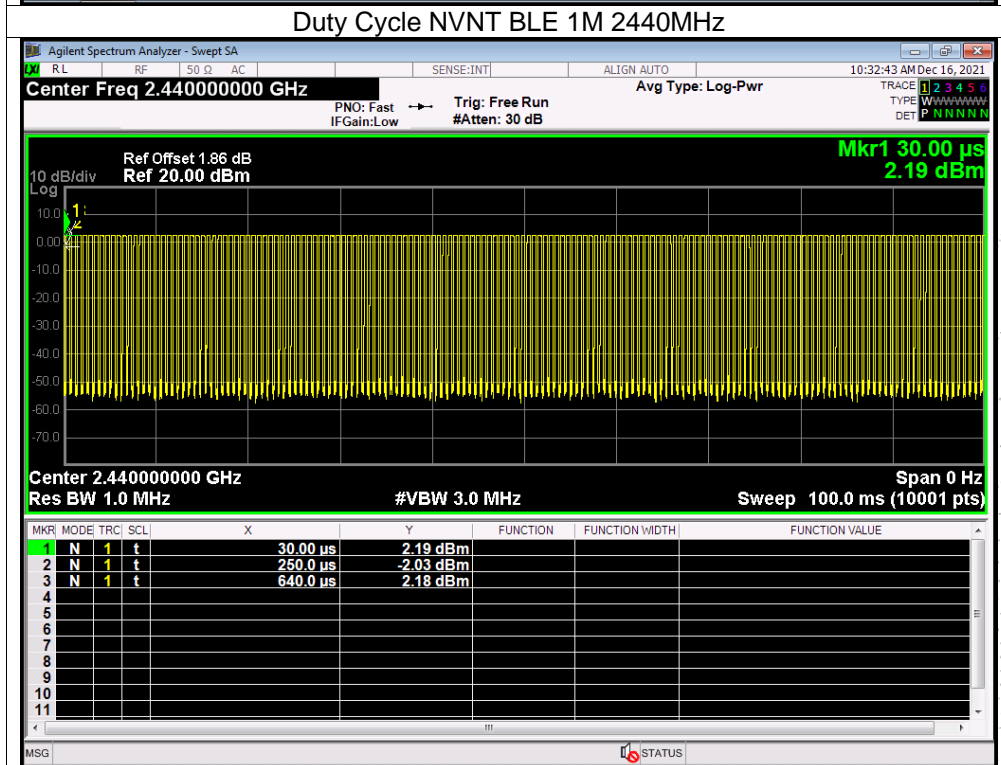 Duty Cycle NVNT BLE 1M 2440MHz
Agilent Spectrum Analyzer - Swept SA
LXI RL RF 50 Ω AC SENSE:INT ALIGN AUTO 10:32:43 AM Dec 16, 2021
Center Freq 2.440000000 GHz Avg Type: Log-Pwr TRACE 1 2 3 4 5 6
PNO: Fast Trig: Free Run TYPE WWWWWW
IFGain:Low #Atten: 30 dB DET P N N N N N
Mkr1 30.00 µs
Ref Offset 1.86 dB
10 dB/div Ref 20.00 dBm 2.19 dBm
Log
10.0
1
0.00
-10.0
-20.0
-30.0
-40.0
-50.0
-60.0
-70.0
Center 2.440000000 GHz Span 0 Hz
Res BW 1.0 MHz #VBW 3.0 MHz Sweep 100.0 ms (10001 pts)
MKR MODE TRC SCL X Y FUNCTION FUNCTION WIDTH FUNCTION VALUE
1 N 1 t 30.00 µs 2.19 dBm
2 N 1 t 250.0 µs -2.03 dBm
3 N 1 t 640.0 µs 2.18 dBm
4
5
6
7
8
9
10
11
MSG STATUS